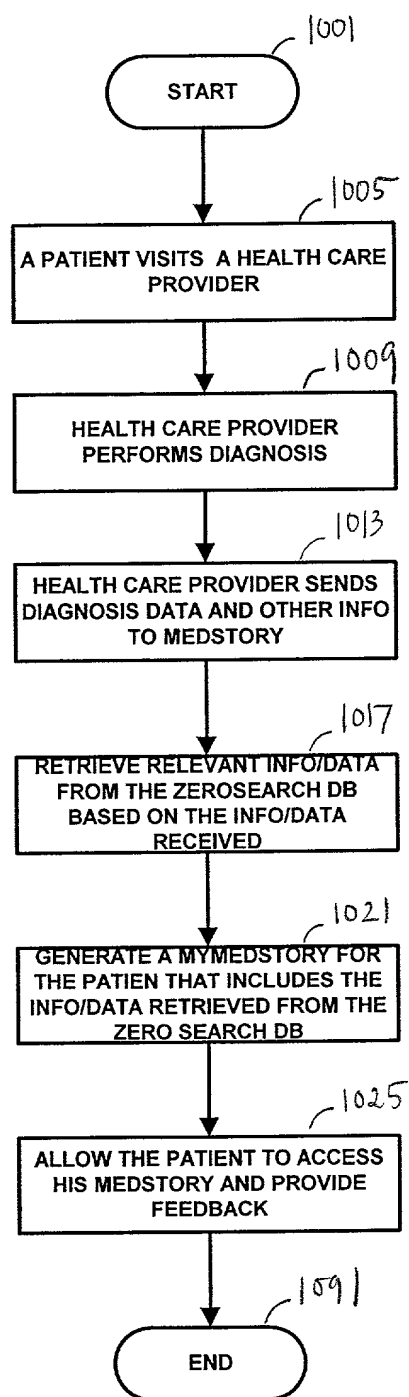 1001
START
1005
A PATIENT VISITS A HEALTH CARE
PROVIDER
1009
HEALTH CARE PROVIDER
PERFORMS DIAGNOSIS
1013
HEALTH CARE PROVIDER SENDS
DIAGNOSIS DATA AND OTHER INFO
TO MEDSTORY
1017
RETRIEVE RELEVANT INFO/DATA
FROM THE ZEROSEARCH DB
BASED ON THE INFO/DATA
RECEIVED
1021
GENERATE A MYMEDSTORY FOR
THE PATIEN THAT INCLUDES THE
INFO/DATA RETRIEVED FROM THE
ZERO SEARCH DB
1025
ALLOW THE PATIENT TO ACCESS
HIS MEDSTORY AND PROVIDE
FEEDBACK
1091
END